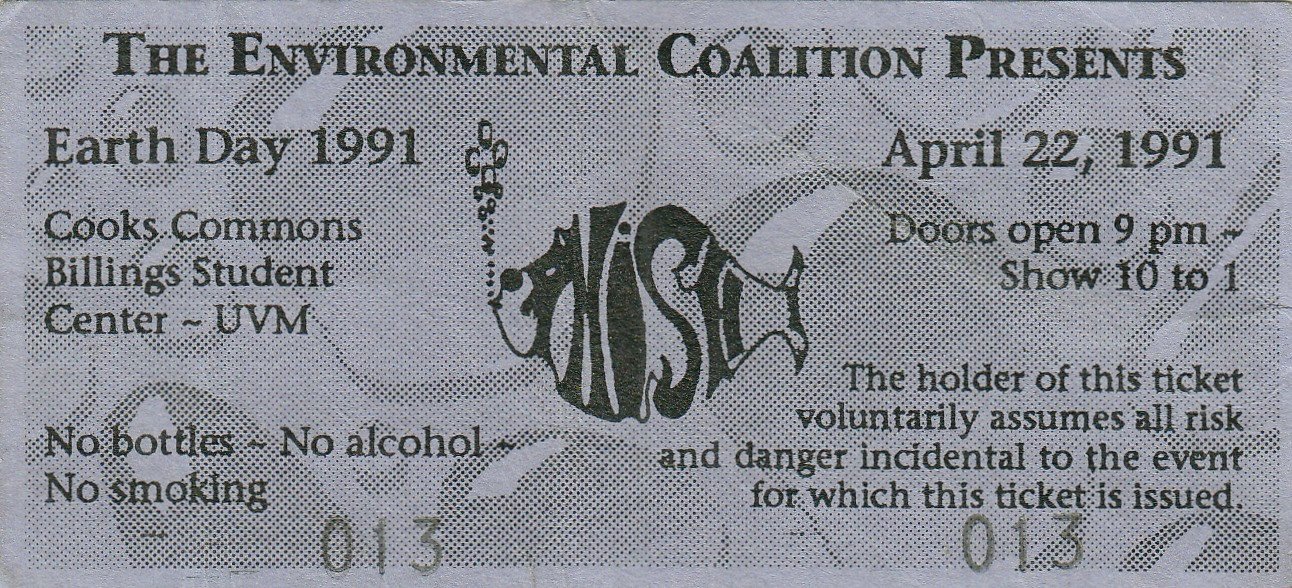 THE ENVIRONMENTAL COALITION PRESENTS
Earth Day 1991
April 22, 1991
Cooks Commons
Billings Student
Center ~ UVM
PHISH
Doors open 9 pm ~
Show 10 to 1
No bottles ~ No alcohol ~
No smoking
The holder of this ticket
voluntarily assumes all risk
and danger incidental to the event
for which this ticket is issued.
013
013